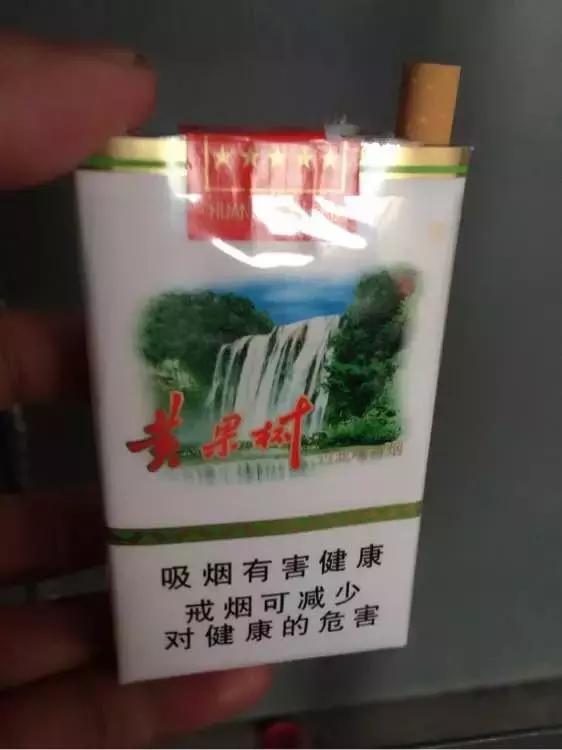 黄果树
吸烟有害健康
戒烟可减少
对健康的危害